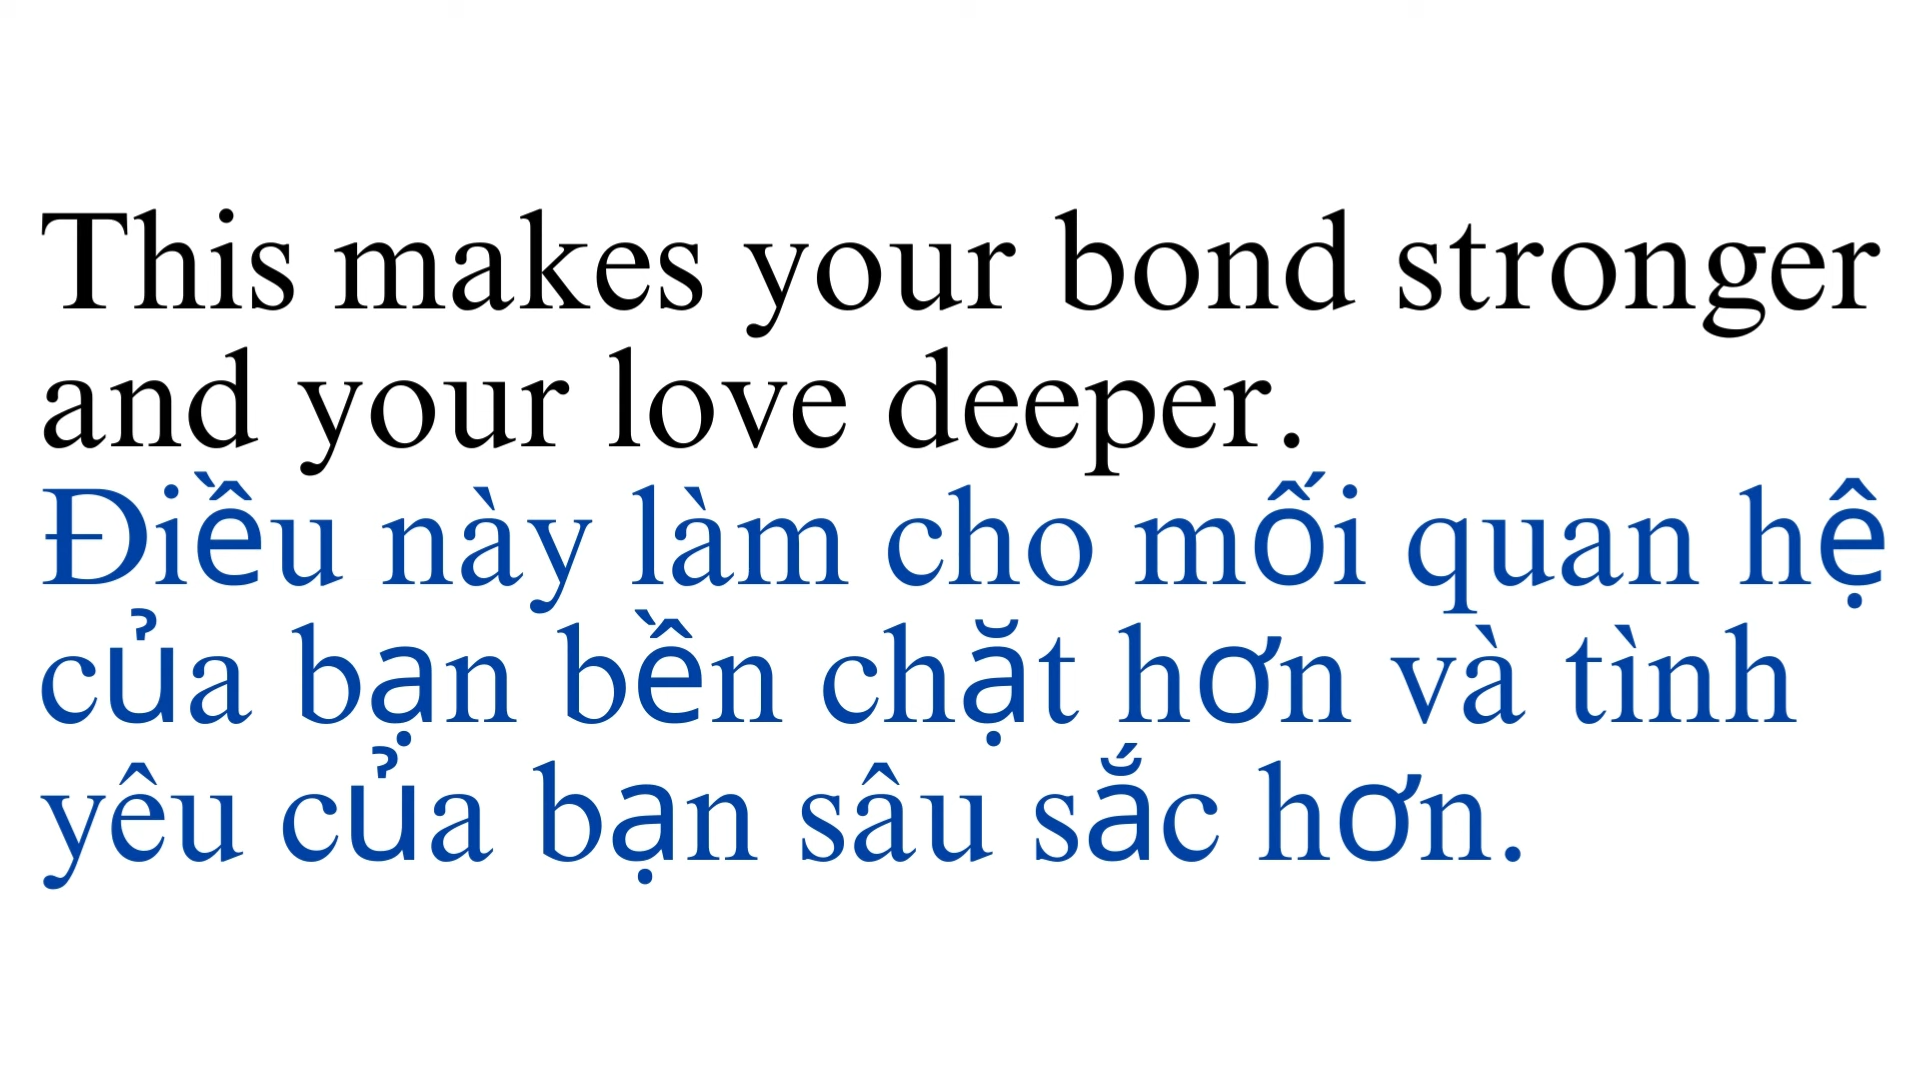 This makes your bond stronger
and your love deeper.
Điều này làm cho mối quan hệ
của bạn bền chặt hơn và tình
yêu của bạn sâu sắc hơn.